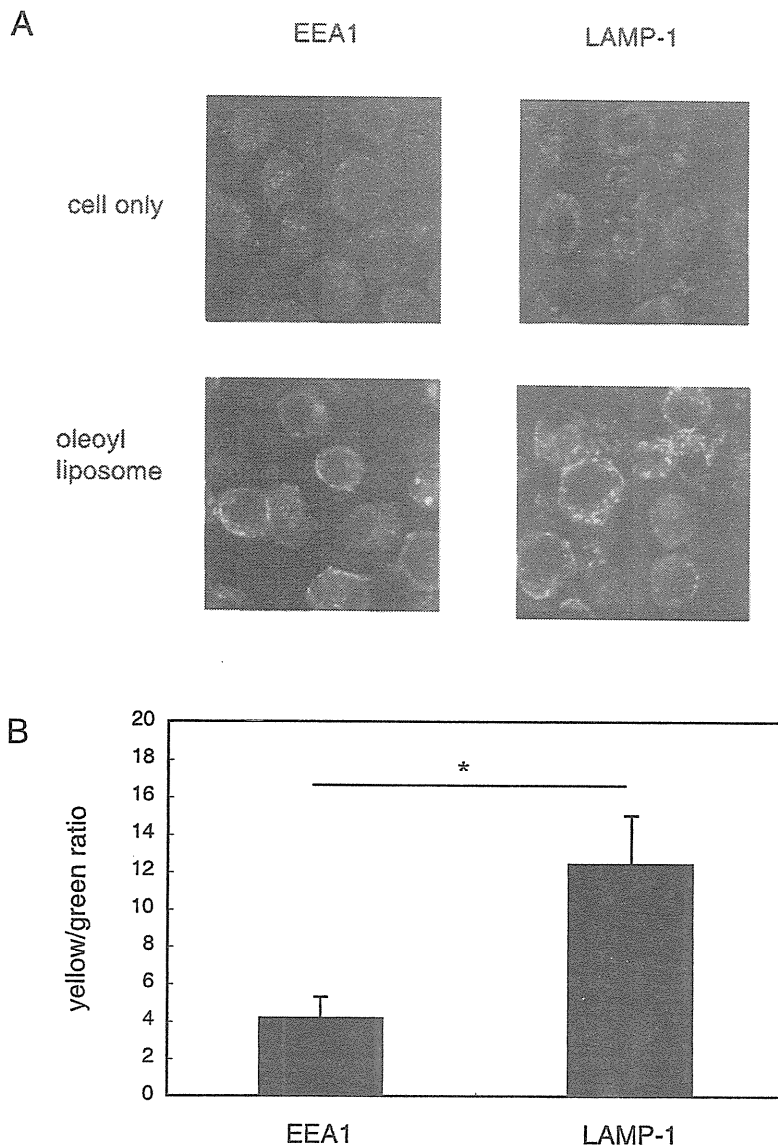 A
EEA1
LAMP-1
cell only
oleoyl
liposome
B
yellow/green ratio
20
18
16
14
12
10
8
6
4
2
0
*
EEA1
LAMP-1